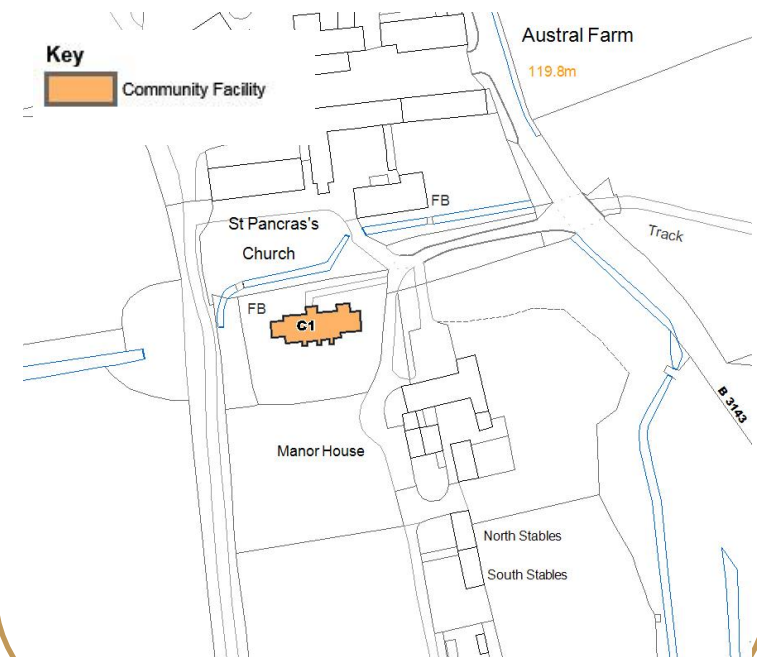 Key
Community Facility
Austral Farm
119.8m
FB
St Pancras's
Church
Track
FB
C1
B 3143
Manor House
North Stables
South Stables